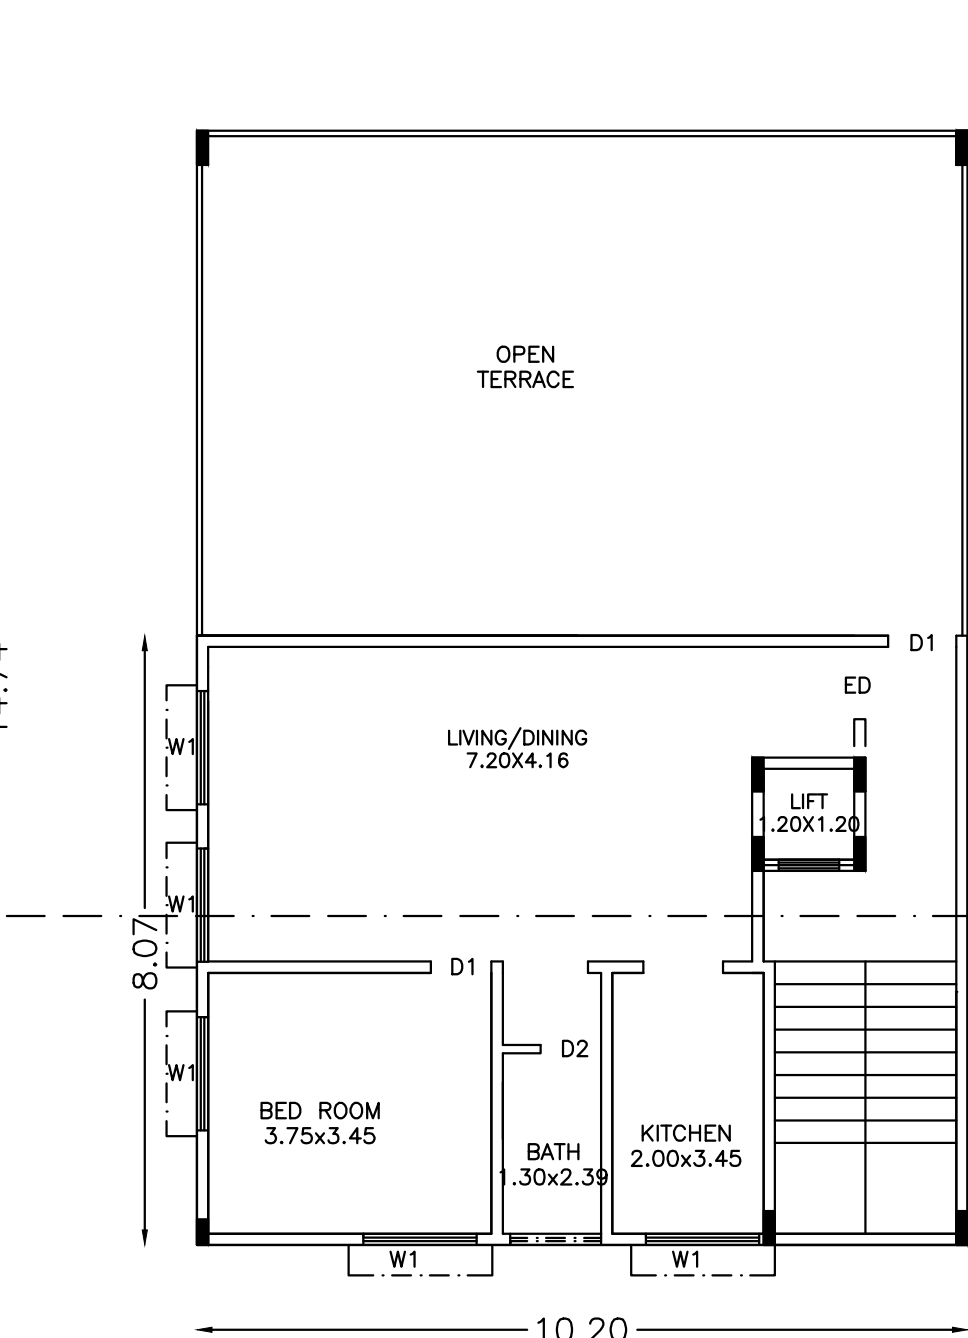 OPEN
TERRACE
D1
ED
LIVING/DINING
7.20X4.16
W1
LIFT
1.20X1.20
W1
8.07
D1
D2
W1
BED ROOM
3.75x3.45
KITCHEN
2.00x3.45
BATH
1.30x2.39
W1
W1
10.20